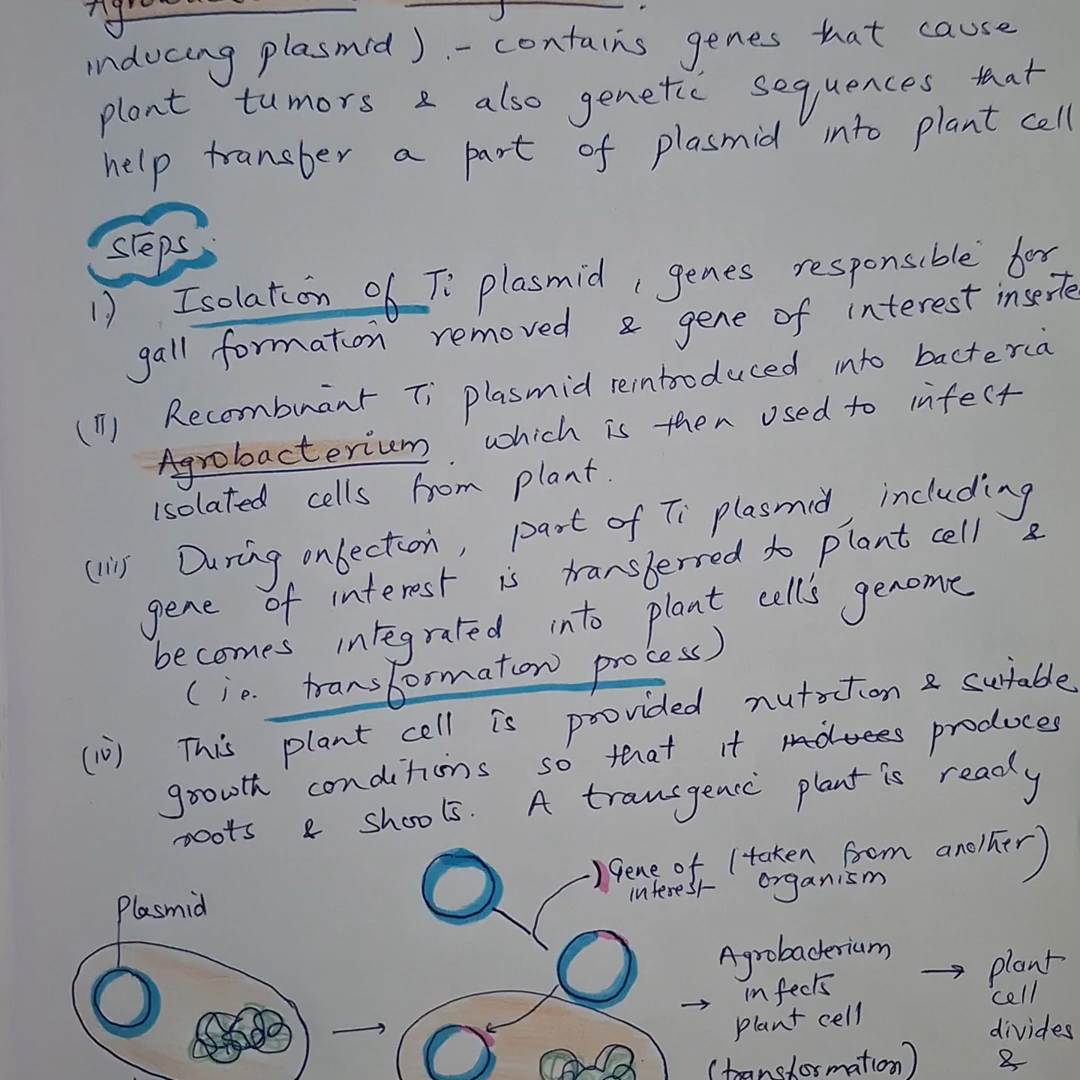 inducing plasmid). - contains genes that cause
plant tumors & also genetic sequences that
help transfer a part of plasmid into plant cell
Steps
i) Isolation of Ti plasmid, genes responsible for
gall formation removed & gene of interest inserte
(ii) Recombinant Ti plasmid reintroduced into bacteria
Agrobacterium which is then used to infect
isolated cells from plant.
(iii) During infection, part of Ti plasmid, including
gene of interest is transferred to plant cell &
becomes integrated into plant cell's genome
(ie. transformation process)
(iv) This plant cell is provided nutrition & suitable
growth conditions so that it induces produces
roots & shoots. A transgenic plant is ready
Gene of interest (taken from another organism)
Plasmid
Agrobacterium infects plant cell (transformation)
plant cell divides &